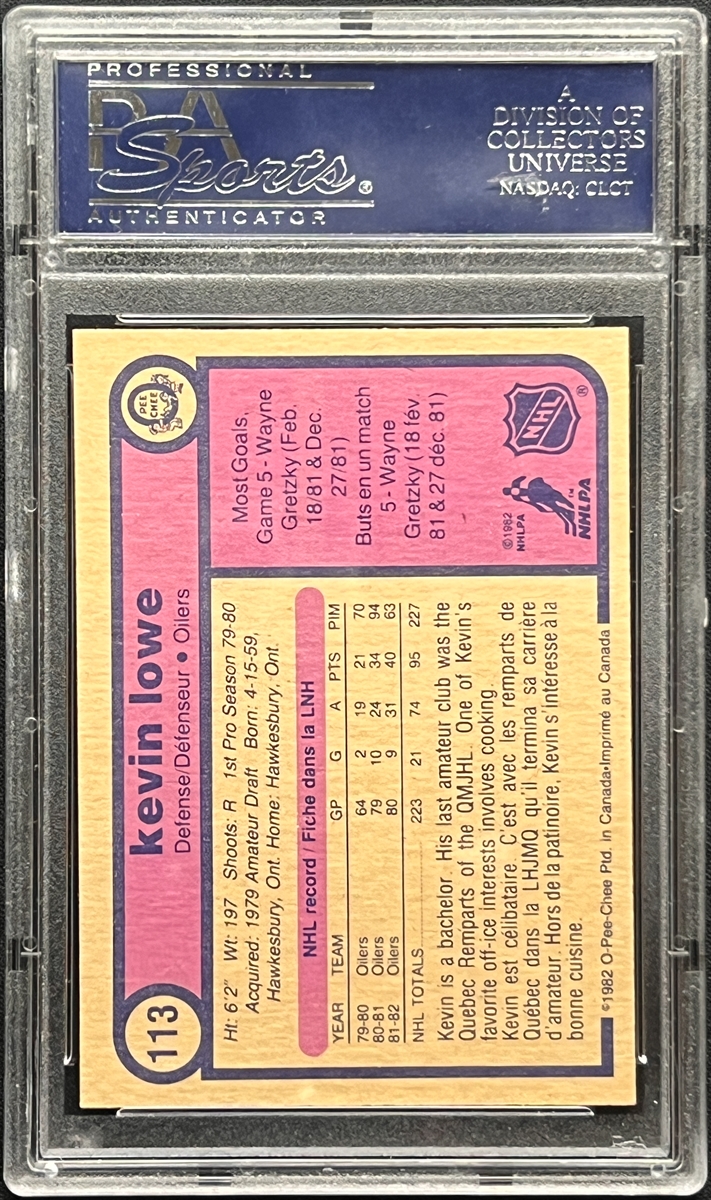 PROFESSIONAL
PSA
Sports®
AUTHENTICATOR
A
DIVISION OF
COLLECTORS
UNIVERSE
NASDAQ: CLCT
113
kevin lowe
Defense/Défenseur • Oilers
O
PEE
CHEE
Ht: 6'2" Wt: 197 Shoots: R 1st Pro Season 79-80
Acquired: 1979 Amateur Draft Born: 4-15-59,
Hawkesbury, Ont. Home: Hawkesbury, Ont.
NHL record / Fiche dans la LNH
YEAR TEAM GP G A PTS PIM
79-80 Oilers 64 2 19 21 70
80-81 Oilers 79 10 24 34 94
81-82 Oilers 80 9 31 40 63
NHL TOTALS 223 21 74 95 227
Kevin is a bachelor. His last amateur club was the
Quebec Remparts of the QMJHL. One of Kevin's
favorite off-ice interests involves cooking.
Kevin est célibataire. C'est avec les remparts de
Québec dans la LHJMQ qu'il termina sa carrière
d'amateur. Hors de la patinoire, Kevin s'intéresse à la
bonne cuisine.
Most Goals,
Game 5 - Wayne
Gretzky (Feb.
18/81 & Dec.
27/81)
Buts en un match
5 - Wayne
Gretzky (18 fév.
81 & 27 déc. 81)
©1982
NHLPA
NHLPA™
NHL®
©1982 O-Pee-Chee Ptd. in Canada•Imprimé au Canada